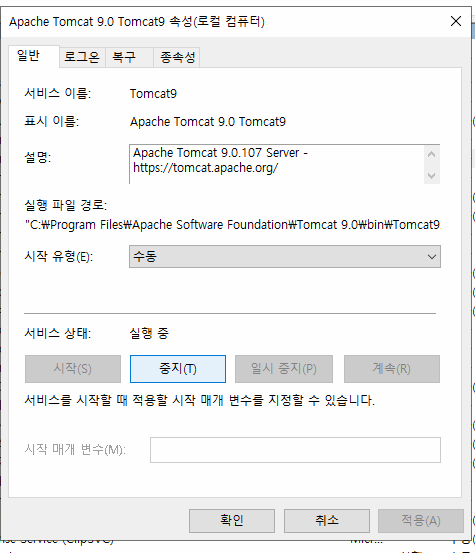 Apache Tomcat 9.0 Tomcat9 속성(로컬 컴퓨터)
일반 로그온 복구 종속성
서비스 이름: Tomcat9
표시 이름: Apache Tomcat 9.0 Tomcat9
설명: Apache Tomcat 9.0.107 Server -
https://tomcat.apache.org/
실행 파일 경로:
"C:₩Program Files₩Apache Software Foundation₩Tomcat 9.0₩bin₩Tomcat9
시작 유형(E): 수동
서비스 상태: 실행 중
시작(S) 중지(T) 일시 중지(P) 계속(R)
서비스를 시작할 때 적용할 시작 매개 변수를 지정할 수 있습니다.
시작 매개 변수(M):
확인 취소 적용(A)